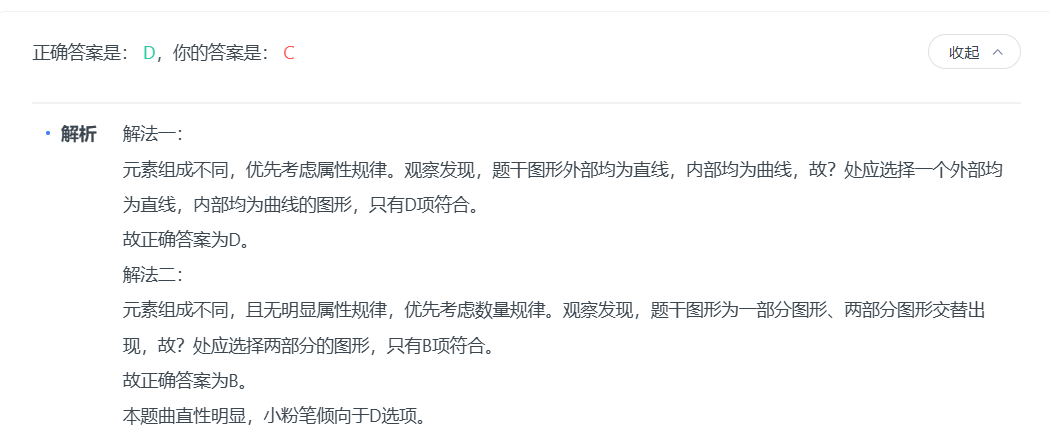 正确答案是： D，你的答案是： C
收起
解析
解法一：
元素组成不同，优先考虑属性规律。观察发现，题干图形外部均为直线，内部均为曲线，故？处应选择一个外部均
为直线，内部均为曲线的图形，只有D项符合。
故正确答案为D。
解法二：
元素组成不同，且无明显属性规律，优先考虑数量规律。观察发现，题干图形为一部分图形、两部分图形交替出
现，故？处应选择两部分的图形，只有B项符合。
故正确答案为B。
本题曲直性明显，小粉笔倾向于D选项。